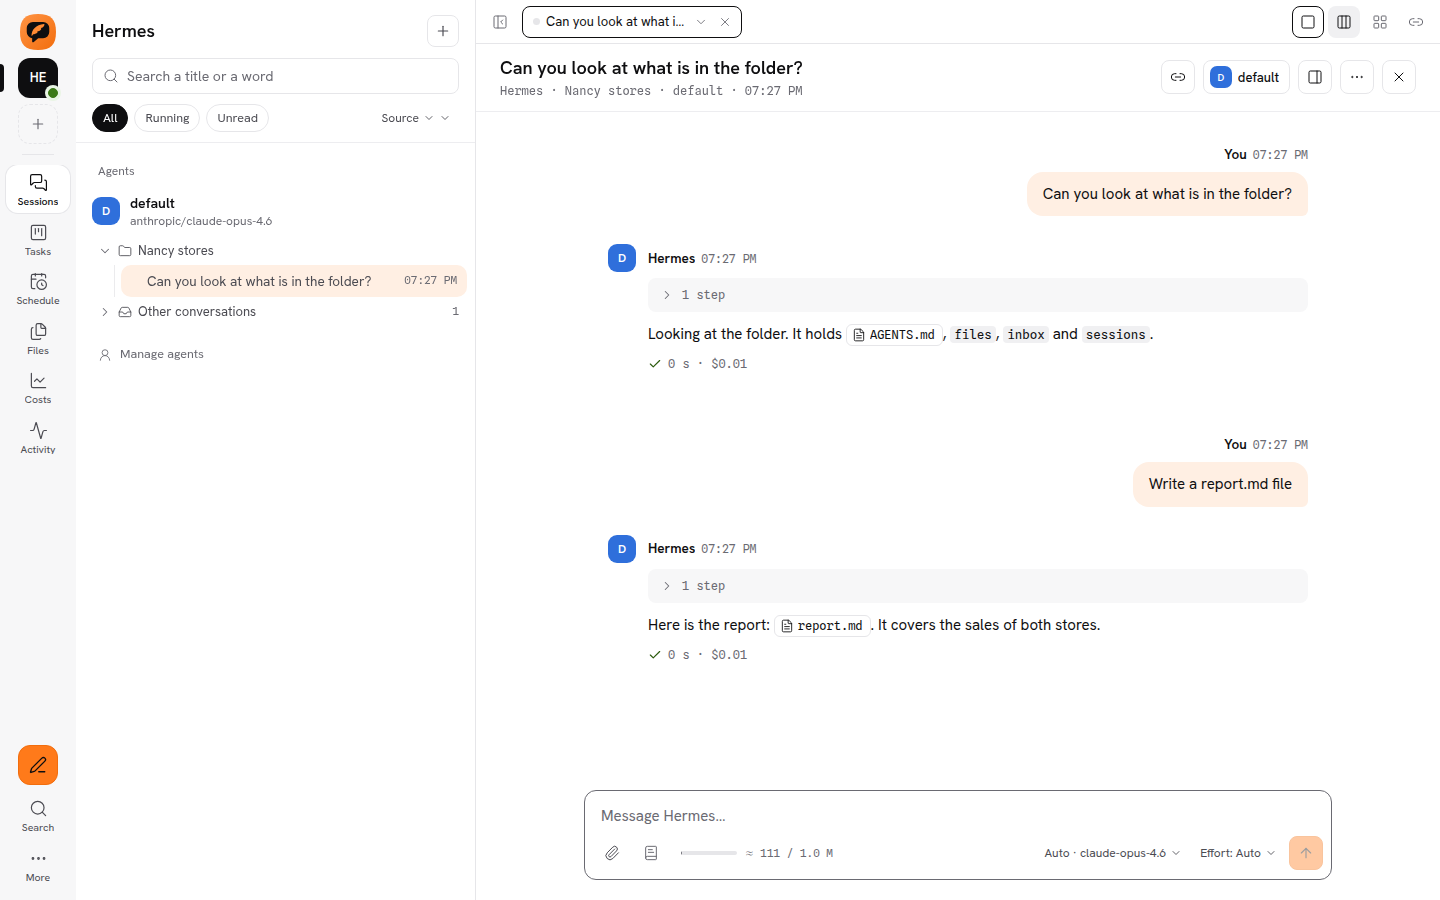 Hermes
HE
Search a title or a word
All
Running
Unread
Source
Sessions
Tasks
Schedule
Files
Costs
Activity
Search
More
Agents
D
default
anthropic/claude-opus-4.6
Nancy stores
Can you look at what is in the folder?
07:27 PM
Other conversations
1
Manage agents
Can you look at what i...
Can you look at what is in the folder?
Hermes · Nancy stores · default · 07:27 PM
D default
You 07:27 PM
Can you look at what is in the folder?
D Hermes 07:27 PM
1 step
Looking at the folder. It holds AGENTS.md, files, inbox and sessions.
0 s · $0.01
You 07:27 PM
Write a report.md file
D Hermes 07:27 PM
1 step
Here is the report: report.md. It covers the sales of both stores.
0 s · $0.01
Message Hermes...
≈ 111 / 1.0 M
Auto · claude-opus-4.6
Effort: Auto